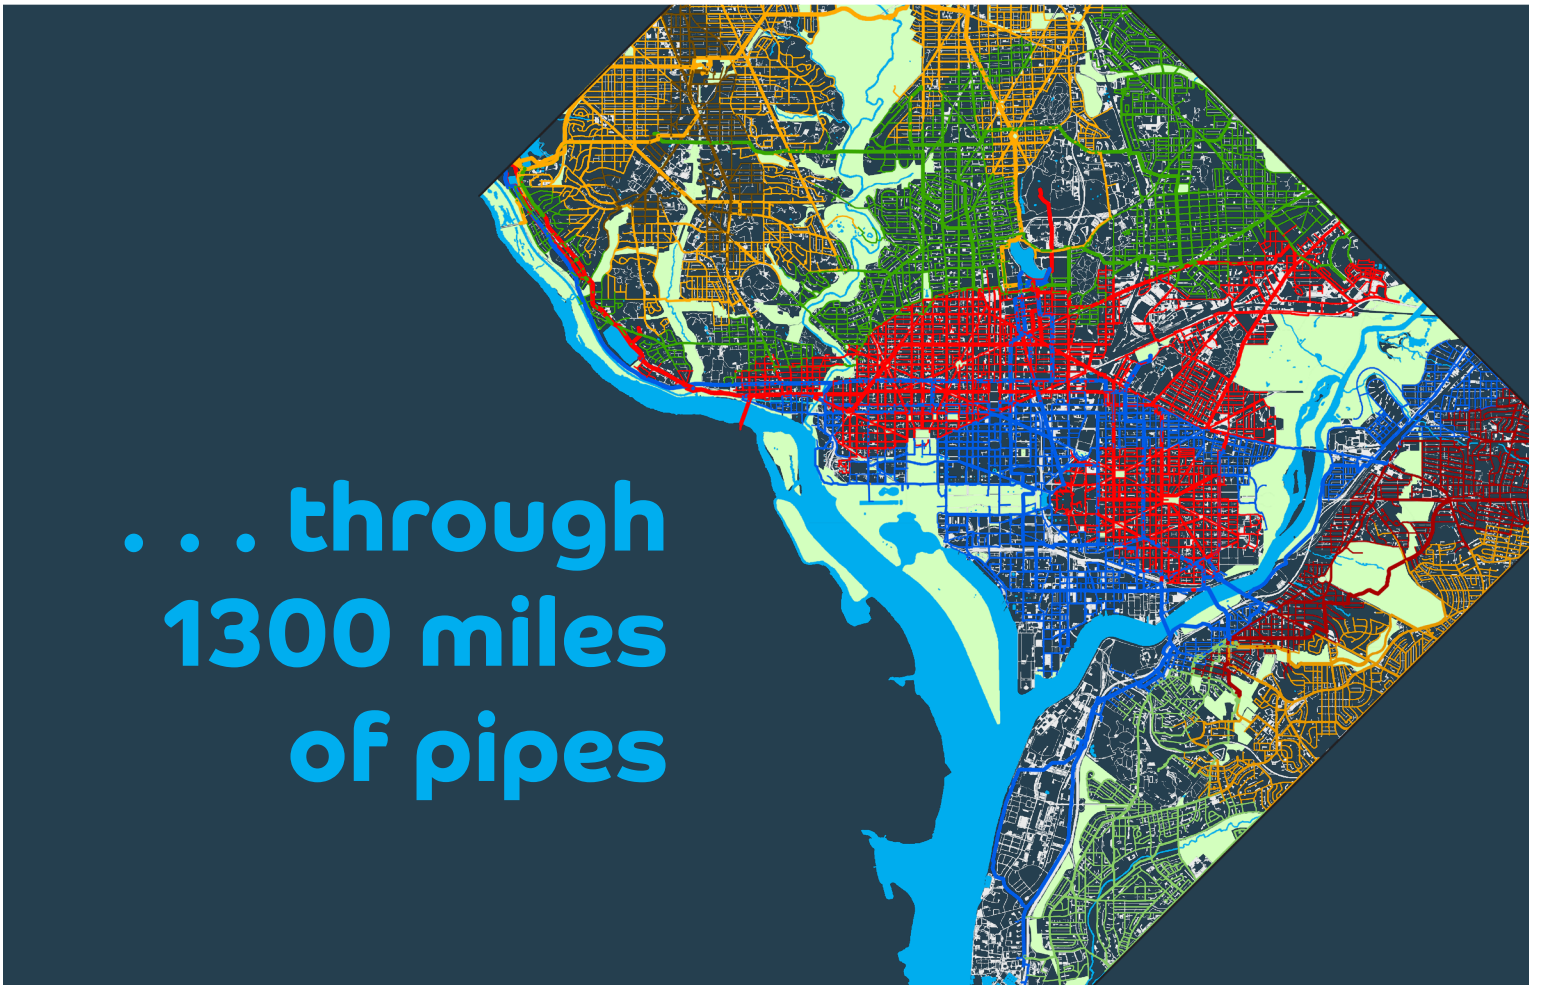 . . . through
1300 miles
of pipes